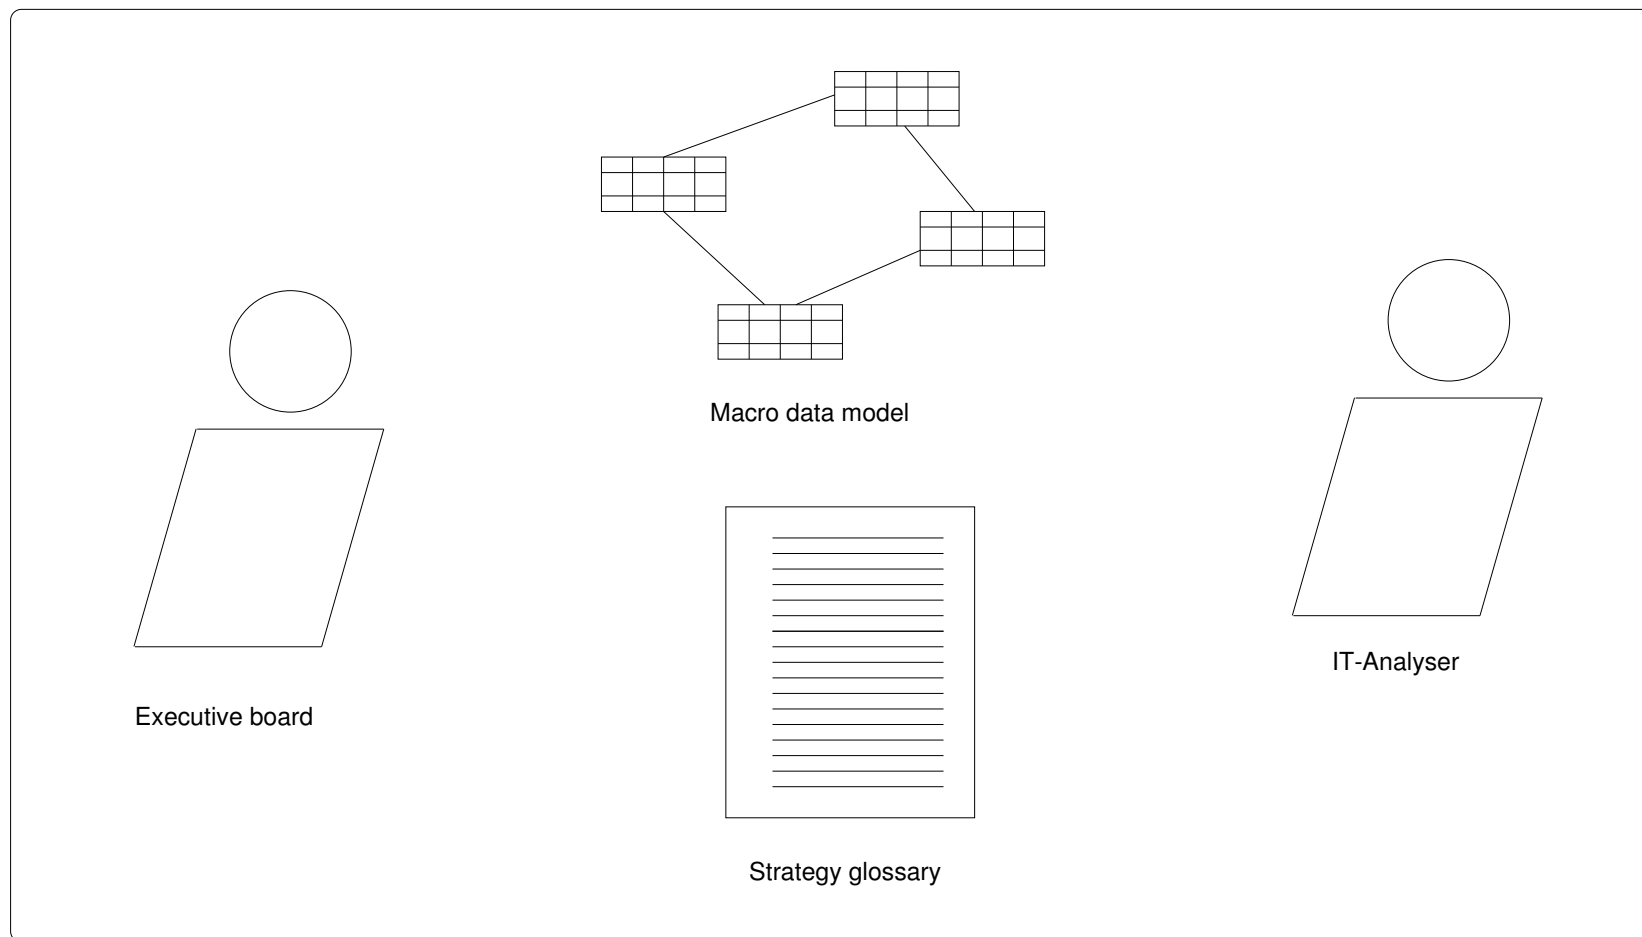 Macro data model
IT-Analyser
Executive board
Strategy glossary